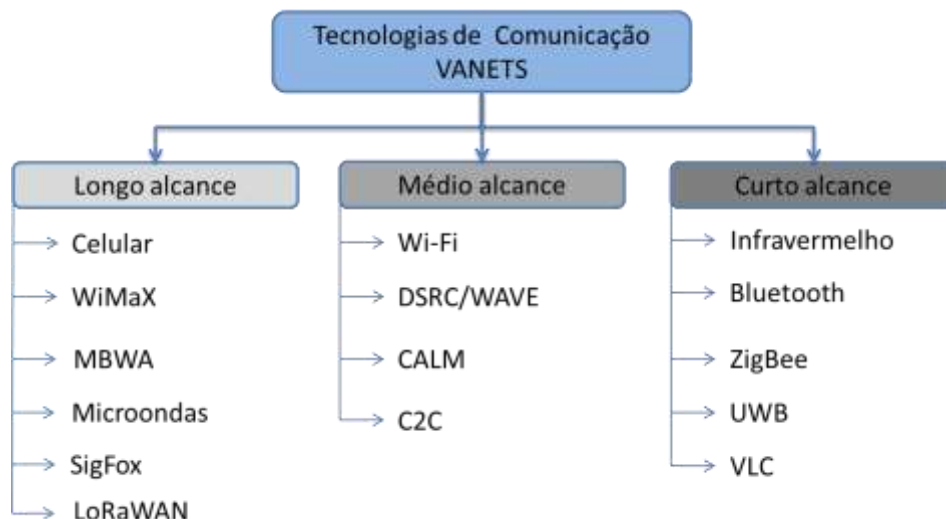 Tecnologias de Comunicação
VANETS
Longo alcance
Celular
WiMaX
MBWA
Microondas
SigFox
LoRaWAN
Médio alcance
Wi-Fi
DSRC/WAVE
CALM
C2C
Curto alcance
Infravermelho
Bluetooth
ZigBee
UWB
VLC